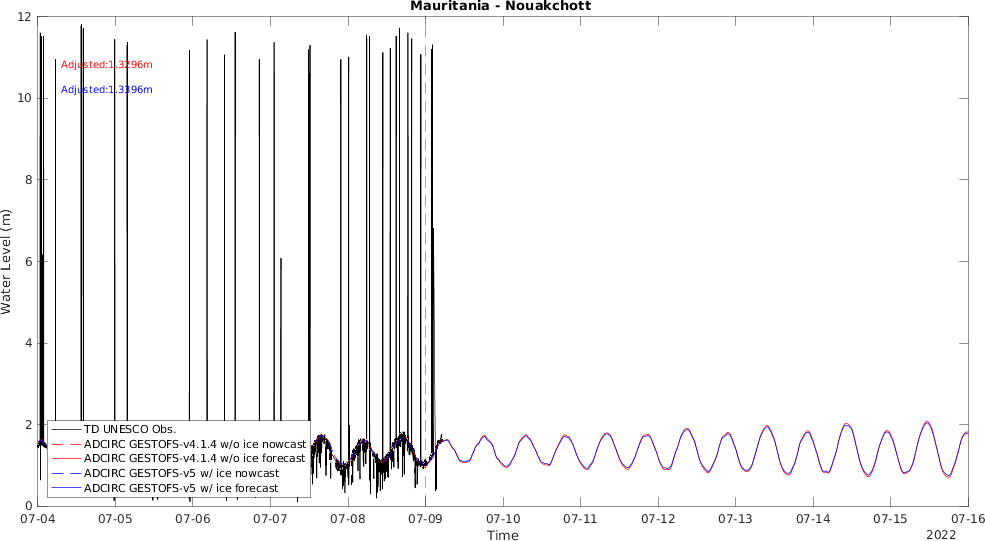 Mauritania - Nouakchott
12
10
8
6
4
2
0
Water Level (m)
Adjusted:1.3296m
Adjusted:1.3396m
TD UNESCO Obs.
ADCIRC GESTOFS-v4.1.4 w/o ice nowcast
ADCIRC GESTOFS-v4.1.4 w/o ice forecast
ADCIRC GESTOFS-v5 w/ ice nowcast
ADCIRC GESTOFS-v5 w/ ice forecast
07-04 07-05 07-06 07-07 07-08 07-09 07-10 07-11 07-12 07-13 07-14 07-15 07-16
Time
2022